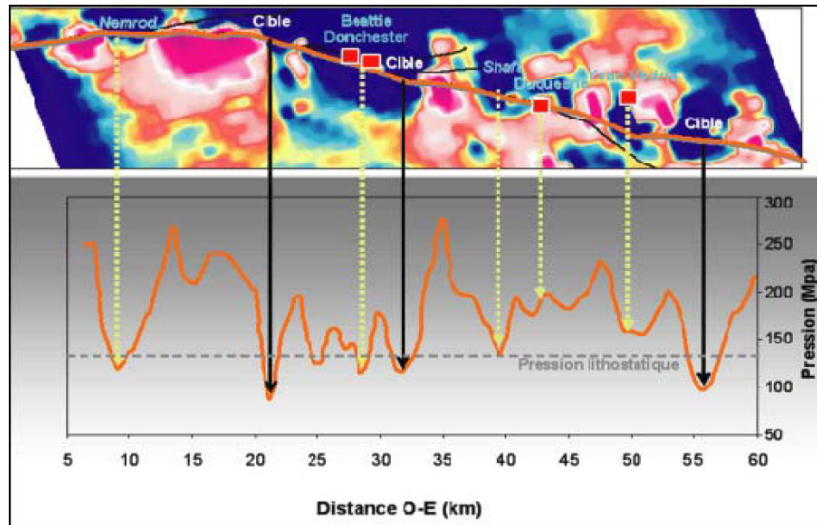 Nemrod
Cible
Beattie
Donchester
Cible
Shaft
Duquesne
Cible
300
250
200
150
100
50
Pression (Mpa)
Pression lithostatique
5 10 15 20 25 30 35 40 45 50 55 60
Distance O-E (km)